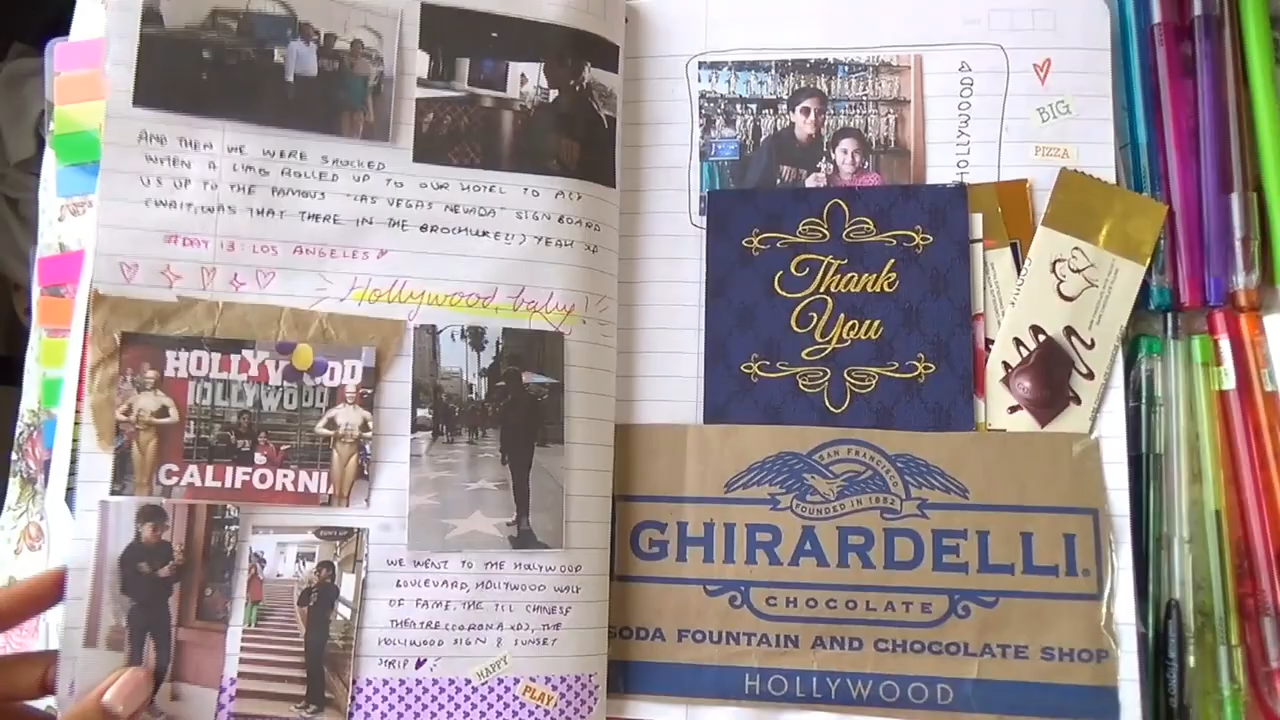 AND THEN WE WERE SHOCKED
WHEN A LIMO ROLLED UP TO OUR HOTEL TO PICK
US UP TO THE FAMOUS "LAS VEGAS NEVADA" SIGN BOARD
(WAIT, WAS THAT THERE IN THE BROCHURE?!) YEAH XD
#DAY 13: LOS ANGELES
Hollywood, baby!
HOLLYWOOD
HOLLYWOOD
CALIFORNIA
WE WENT TO THE HOLLYWOOD
BOULEVARD, HOLLYWOOD WALK
OF FAME, THE TCL CHINESE
THEATRE (CORONA XD), THE
HOLLYWOOD SIGN & SUNSET
STRIP
HAPPY
PLAY
HOLLYWOOD
BIG
PIZZA
Thank
You
SAN FRANCISCO
FOUNDED IN 1852
GHIRARDELLI®
CHOCOLATE
SODA FOUNTAIN AND CHOCOLATE SHOP
HOLLYWOOD